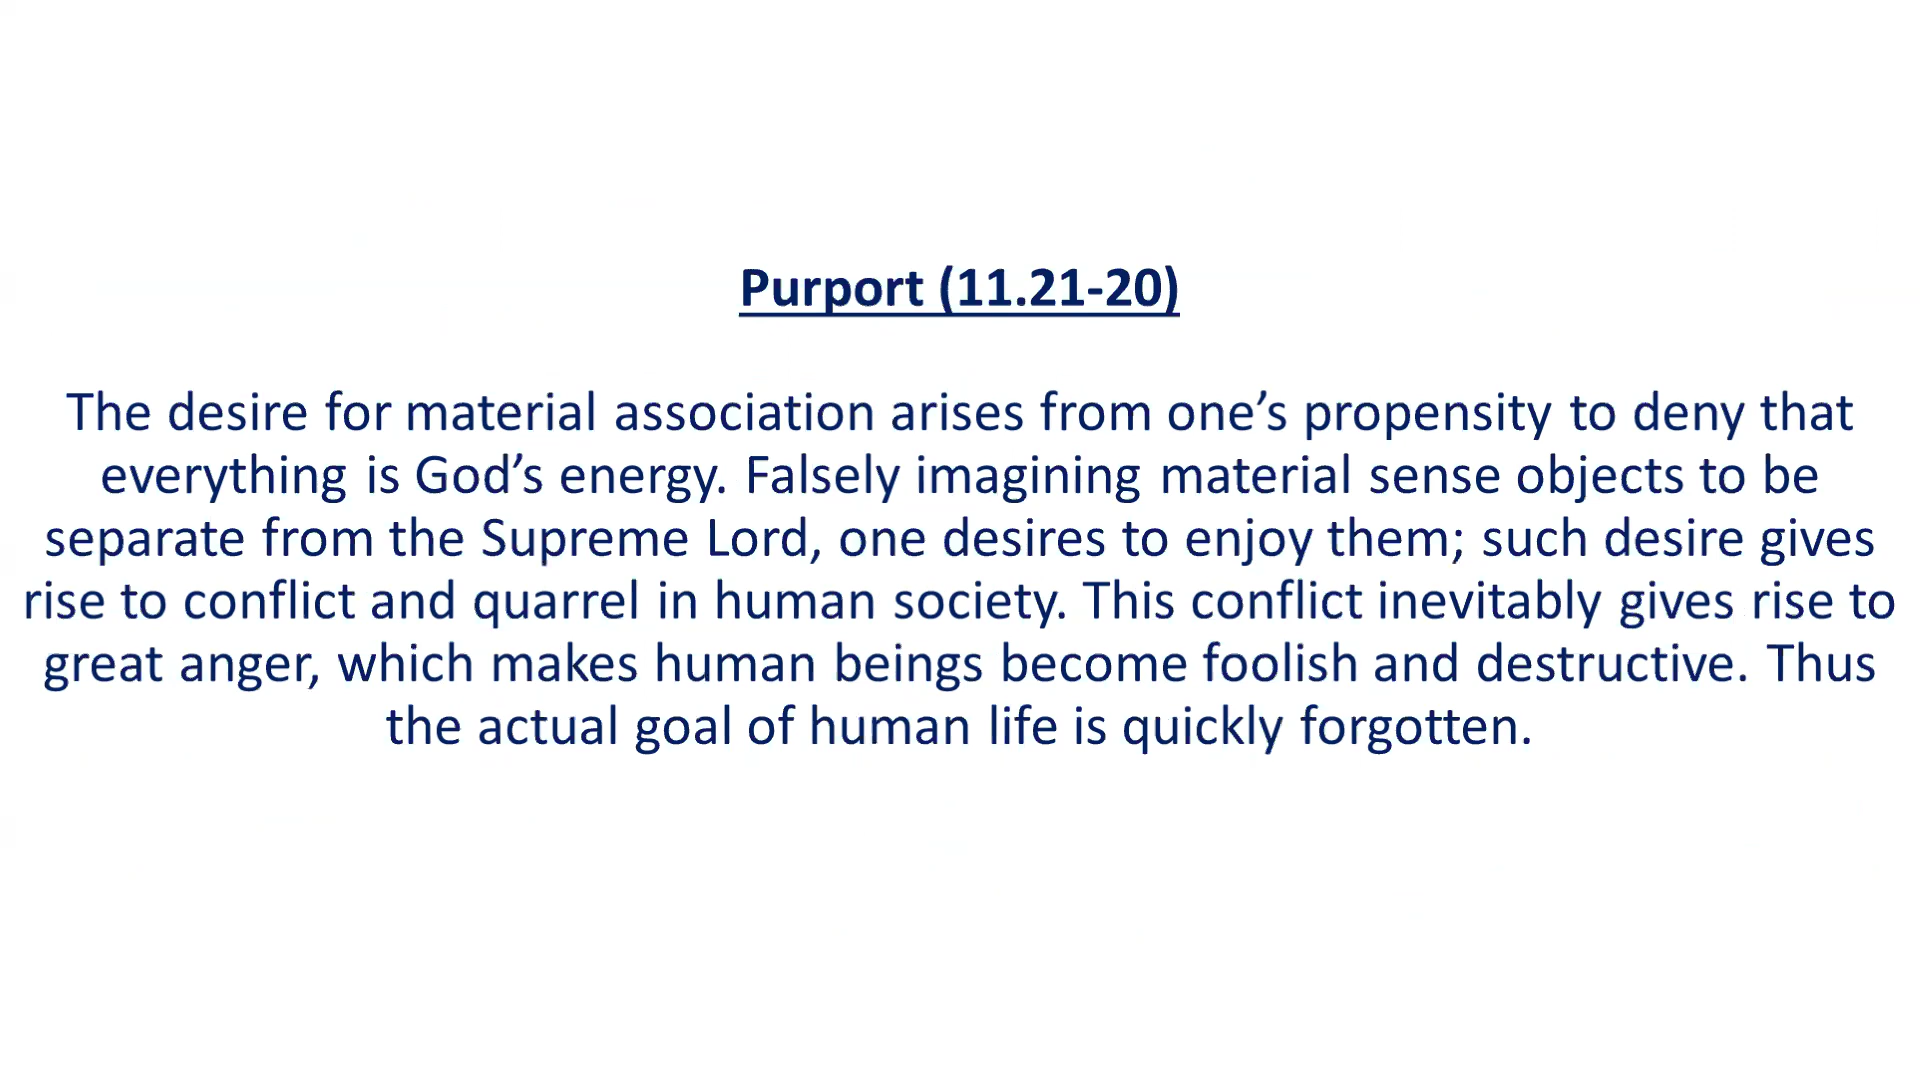 Purport (11.21-20)
The desire for material association arises from one’s propensity to deny that
everything is God’s energy. Falsely imagining material sense objects to be
separate from the Supreme Lord, one desires to enjoy them; such desire gives
rise to conflict and quarrel in human society. This conflict inevitably gives rise to
great anger, which makes human beings become foolish and destructive. Thus
the actual goal of human life is quickly forgotten.